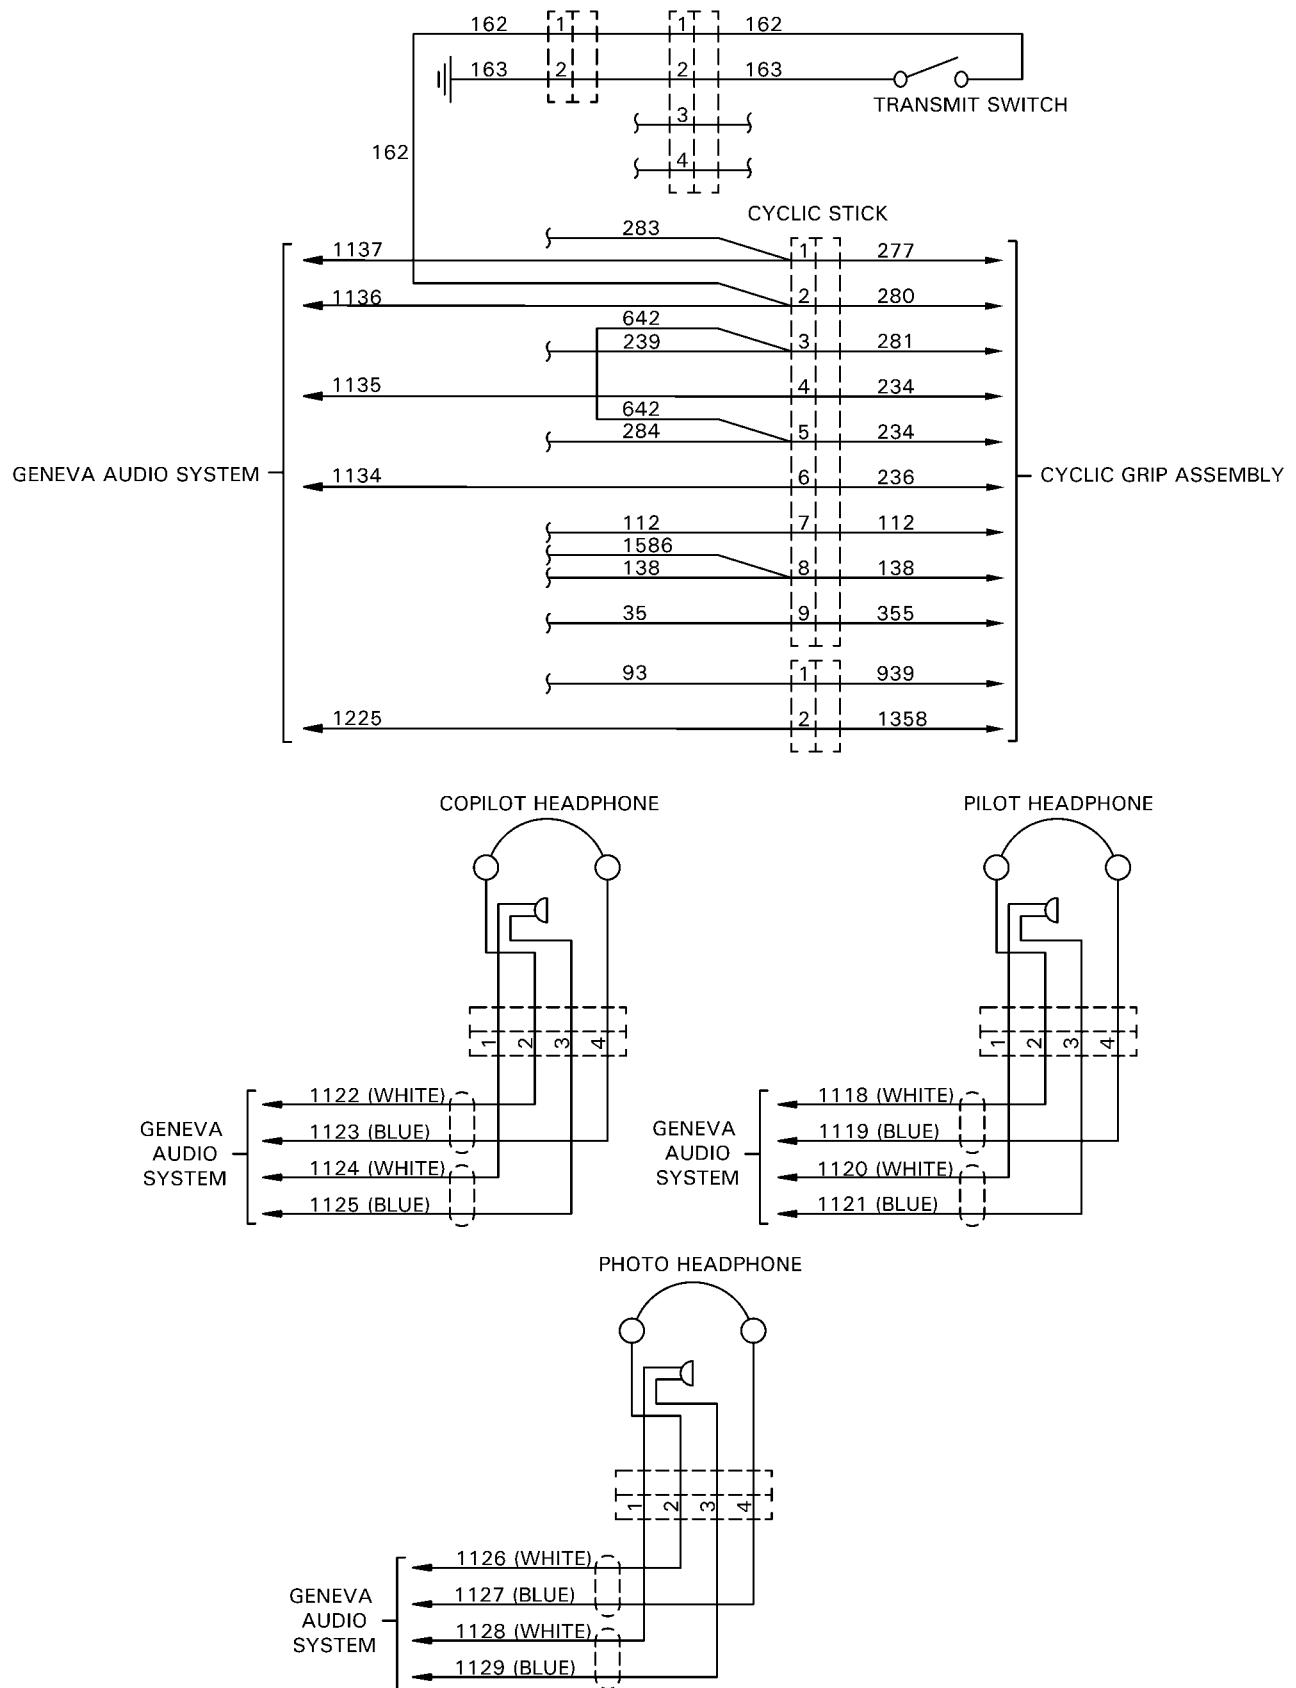 162 1 1 162
163 2 2 163
TRANSMIT SWITCH
3
162
4
CYCLIC STICK
283
1137 1 277
1136 2 280
642
239 3 281
1135 4 234
642
284 5 234
GENEVA AUDIO SYSTEM
1134 6 236
CYCLIC GRIP ASSEMBLY
112 7 112
1586
138 8 138
35 9 355
93 1 939
1225 2 1358
COPILOT HEADPHONE
1 2 3 4
1122 (WHITE)
1123 (BLUE)
1124 (WHITE)
1125 (BLUE)
GENEVA
AUDIO
SYSTEM
PILOT HEADPHONE
1 2 3 4
1118 (WHITE)
1119 (BLUE)
1120 (WHITE)
1121 (BLUE)
GENEVA
AUDIO
SYSTEM
PHOTO HEADPHONE
1 2 3 4
1126 (WHITE)
1127 (BLUE)
1128 (WHITE)
1129 (BLUE)
GENEVA
AUDIO
SYSTEM